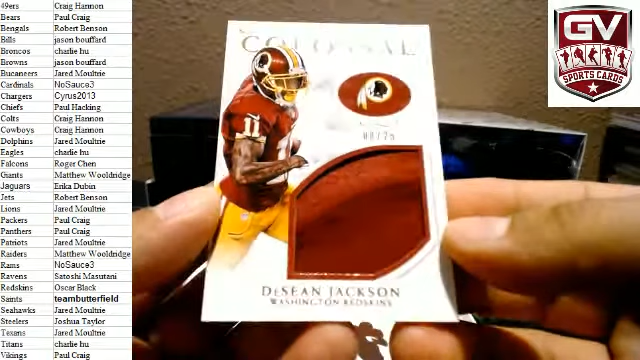 49ers Craig Hannon
Bears Paul Craig
Bengals Robert Benson
Bills jason bouffard
Broncos charlie hu
Browns jason bouffard
Bucaneers Jared Moultrie
Cardinals NoSauce3
Chargers Cyrus2013
Chiefs Paul Hacking
Colts Craig Hannon
Cowboys Craig Hannon
Dolphins Jared Moultrie
Eagles charlie hu
Falcons Roger Chen
Giants Matthew Wooldridge
Jaguars Erika Dubin
Jets Robert Benson
Lions Jared Moultrie
Packers Paul Craig
Panthers Paul Craig
Patriots Jared Moultrie
Raiders Matthew Wooldridge
Rams NoSauce3
Ravens Satoshi Masutani
Redskins Oscar Black
Saints teambutterfield
Seahawks Jared Moultrie
Steelers Joshua Taylor
Texans Jared Moultrie
Titans charlie hu
Vikings Paul Craig
COLOSSAL
11
DESEAN JACKSON
WASHINGTON REDSKINS
GV
SPORTS CARDS